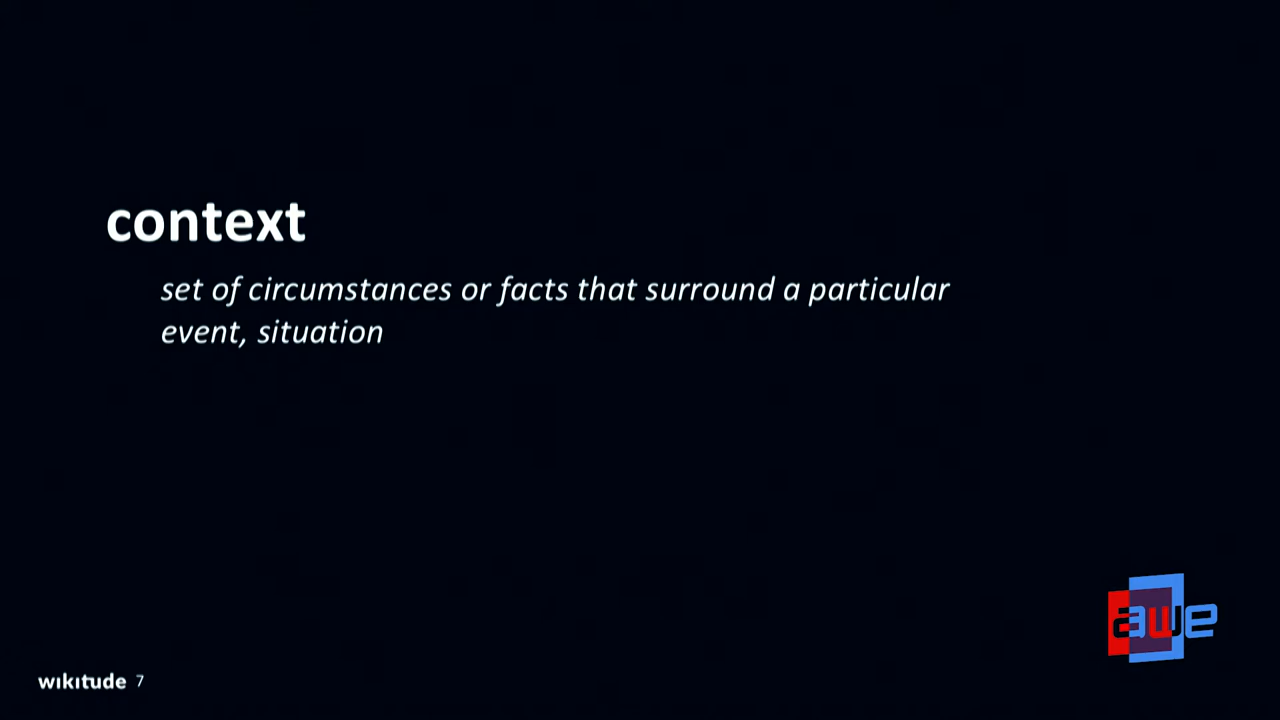 context
set of circumstances or facts that surround a particular
event, situation
awe
wikitude 7